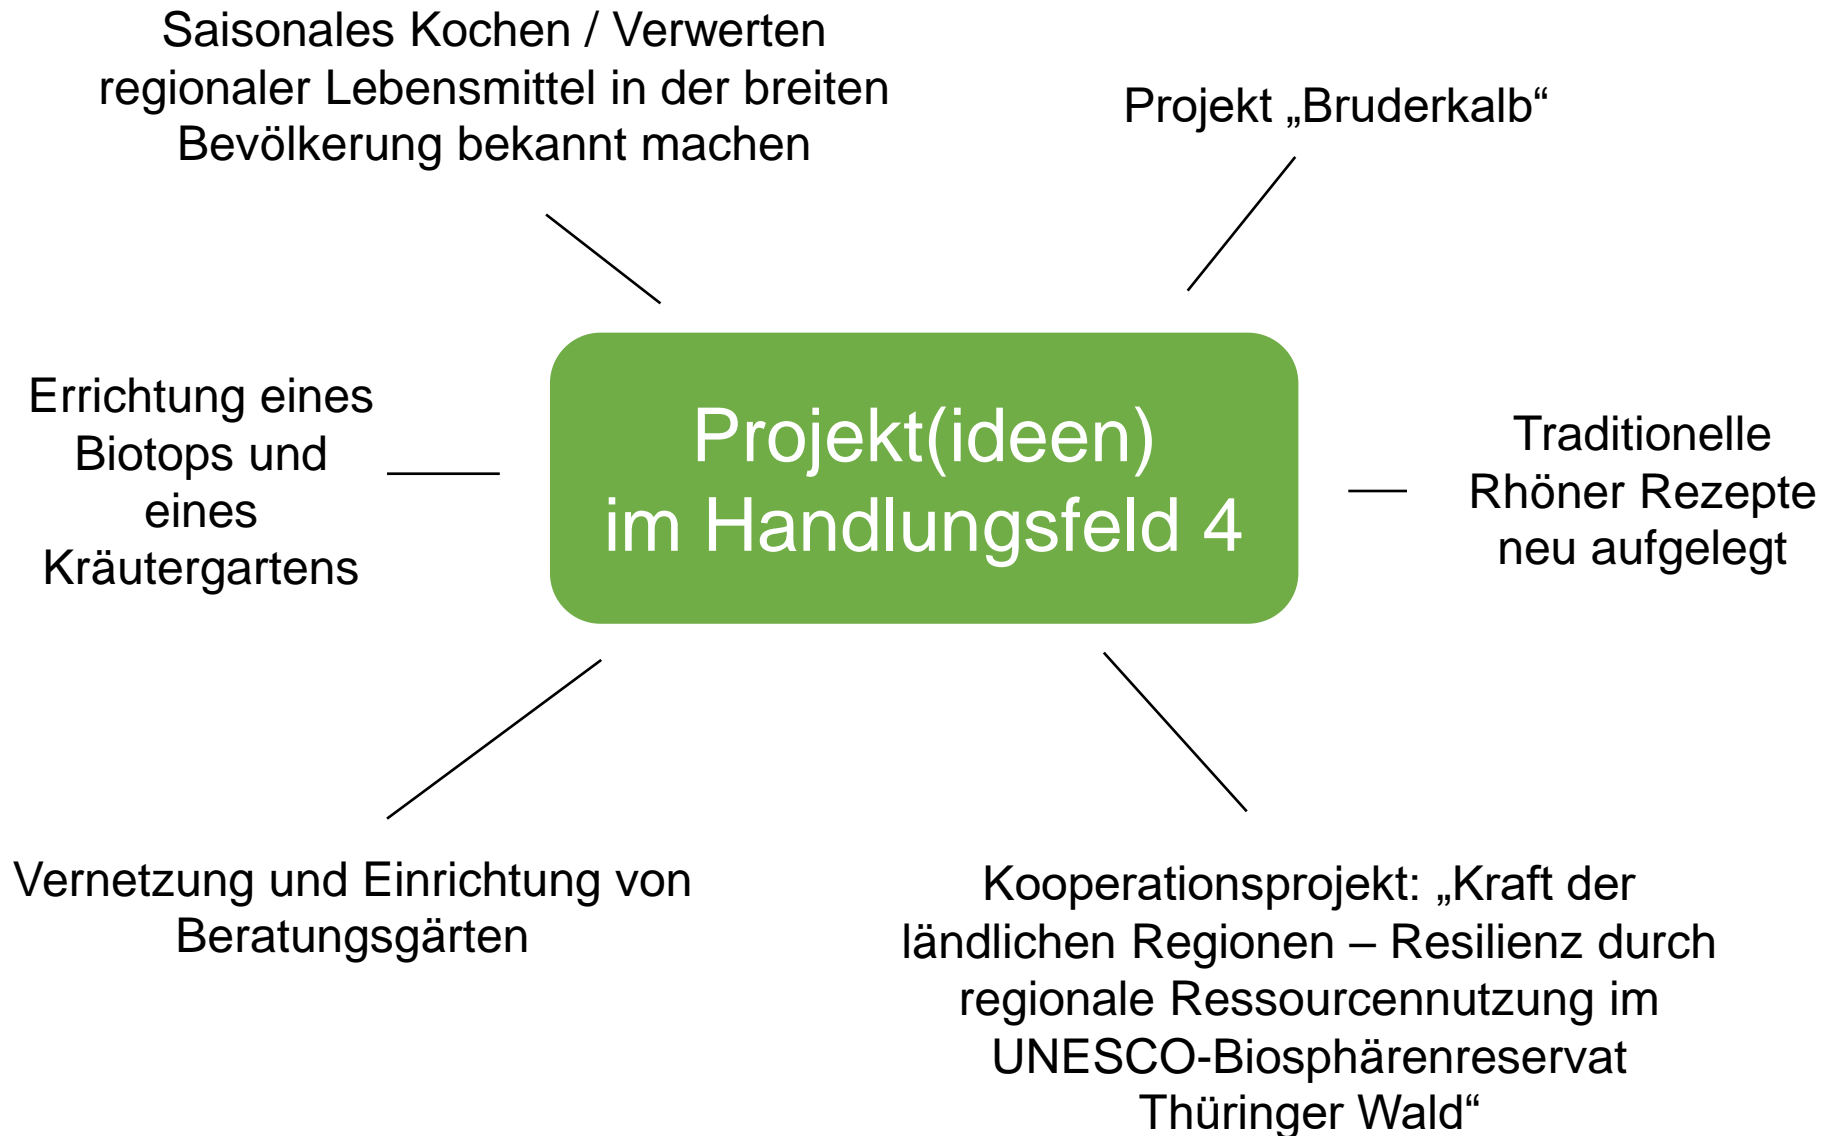 Saisonales Kochen / Verwerten
regionaler Lebensmittel in der breiten
Bevölkerung bekannt machen
Projekt „Bruderkalb“
Errichtung eines
Biotops und
eines
Kräutergartens
Projekt(ideen)
im Handlungsfeld 4
Traditionelle
Rhöner Rezepte
neu aufgelegt
Vernetzung und Einrichtung von
Beratungsgärten
Kooperationsprojekt: „Kraft der
ländlichen Regionen – Resilienz durch
regionale Ressourcennutzung im
UNESCO-Biosphärenreservat
Thüringer Wald“